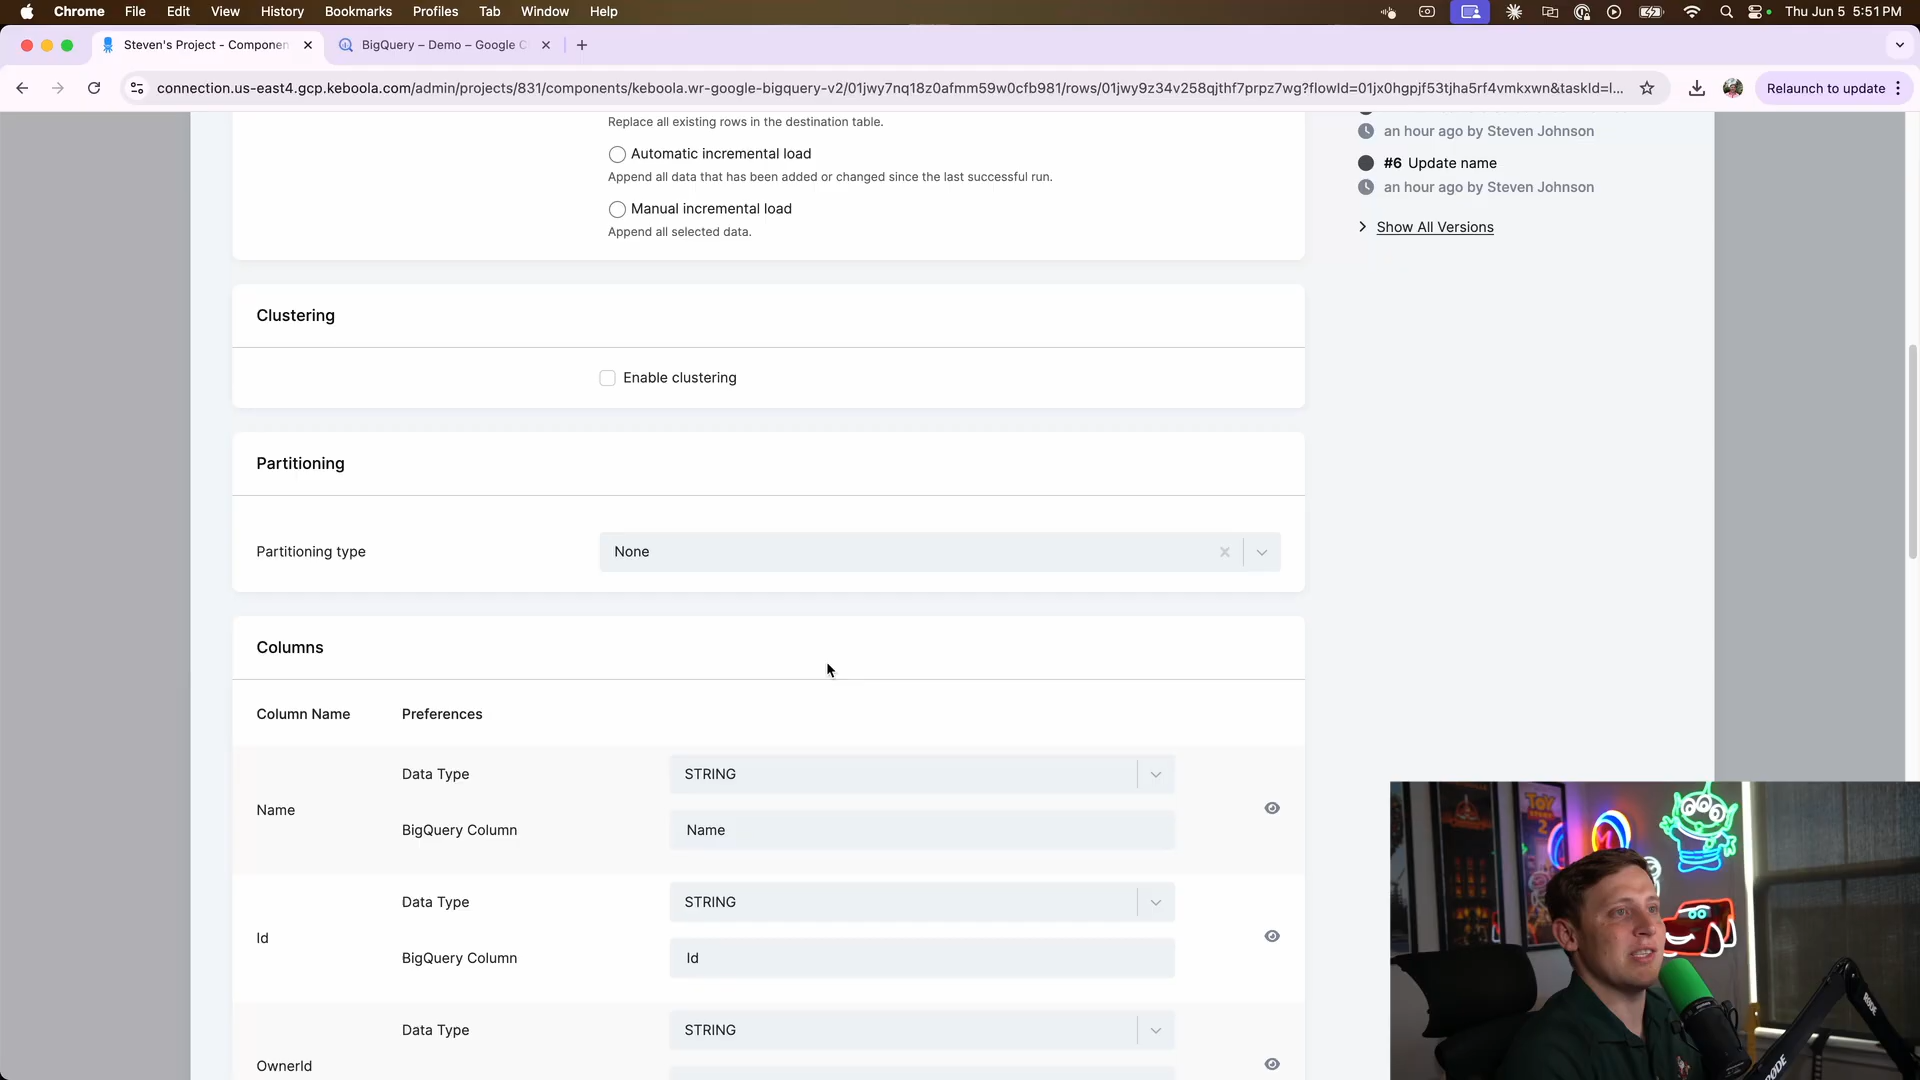 Chrome File Edit View History Bookmarks Profiles Tab Window Help
Thu Jun 5 5:51 PM
Steven's Project - Componen
BigQuery – Demo – Google C
connection.us-east4.gcp.keboola.com/admin/projects/831/components/keboola.wr-google-bigquery-v2/01jwy7nq18z0afmm59w0cfb981/rows/01jwy9z34v258qjthf7prpz7wg?flowId=01jx0hgpjf53tjha5rf4vmkxwn&taskId=l...
Relaunch to update
Replace all existing rows in the destination table.
Automatic incremental load
Append all data that has been added or changed since the last successful run.
Manual incremental load
Append all selected data.
an hour ago by Steven Johnson
#6 Update name
an hour ago by Steven Johnson
Show All Versions
Clustering
Enable clustering
Partitioning
Partitioning type
None
Columns
Column Name
Preferences
Name
Data Type
STRING
BigQuery Column
Name
Id
Data Type
STRING
BigQuery Column
Id
OwnerId
Data Type
STRING
TOY
STORY
2
RODE
RODE